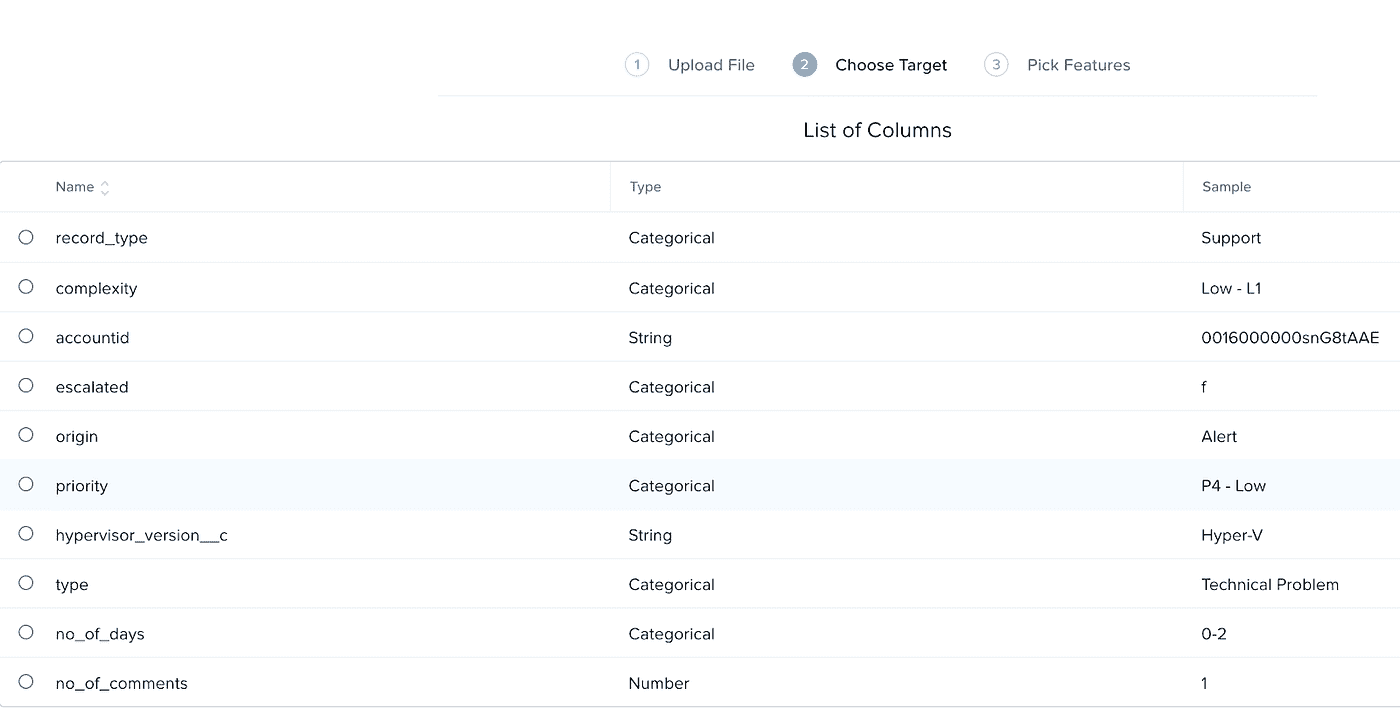 1 Upload File 2 Choose Target 3 Pick Features
List of Columns
Name Type Sample
record_type Categorical Support
complexity Categorical Low - L1
accountid String 0016000000snG8tAAE
escalated Categorical f
origin Categorical Alert
priority Categorical P4 - Low
hypervisor_version__c String Hyper-V
type Categorical Technical Problem
no_of_days Categorical 0-2
no_of_comments Number 1